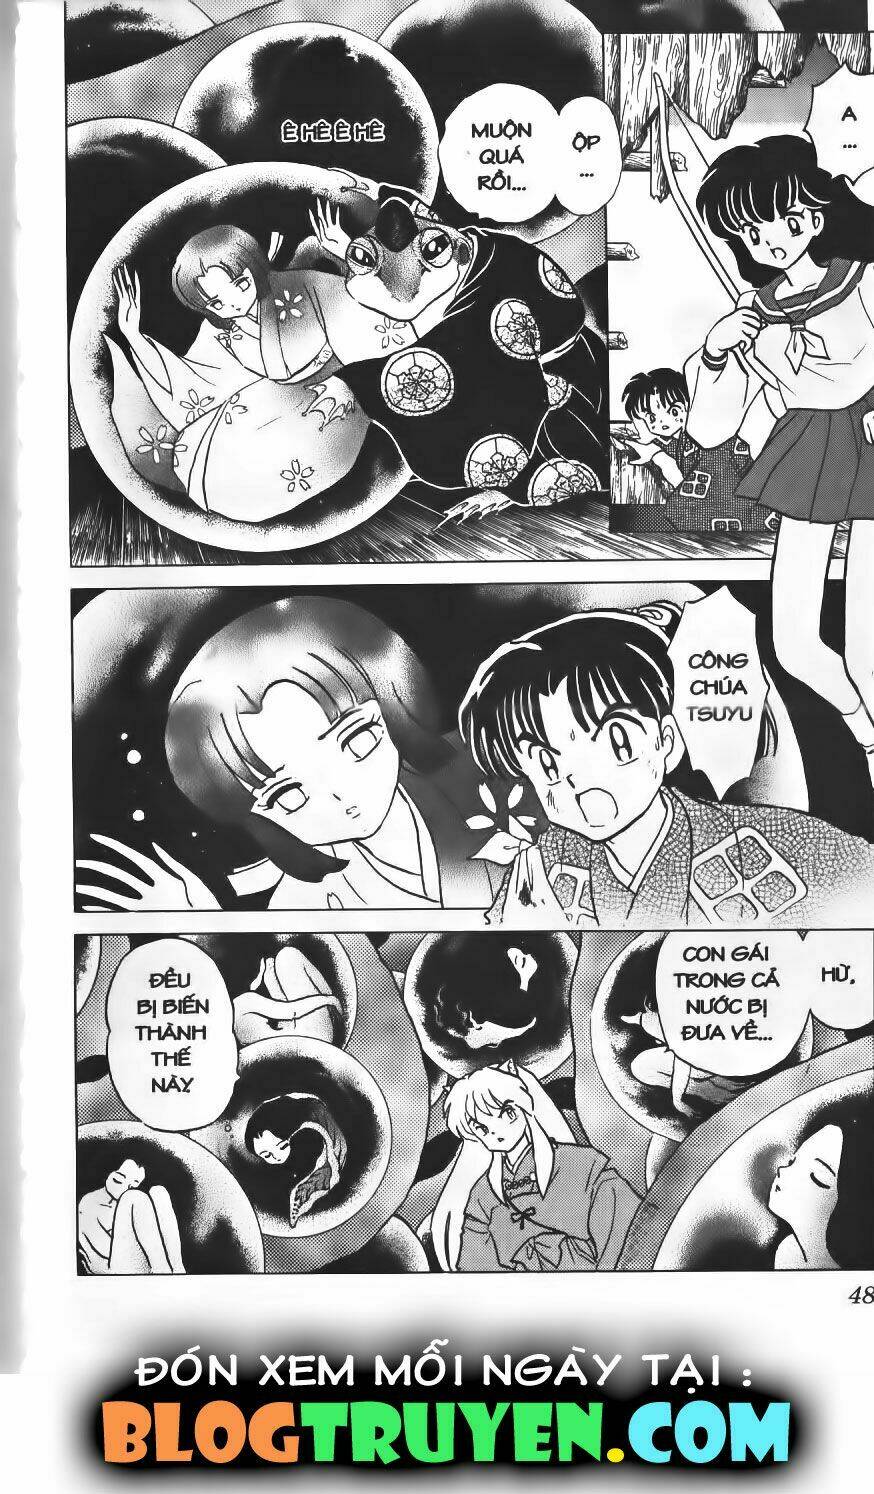 A
...
ỘP
...
MUỘN
QUÁ
RỒI...
Ê HÊ Ê HÊ
CÔNG
CHÚA
TSUYU
HỪ,
CON GÁI
TRONG CẢ
NƯỚC BỊ
ĐƯA VỀ...
ĐỀU
BỊ BIẾN
THÀNH
THẾ
NÀY.
48
ĐÓN XEM MỖI NGÀY TẠI :
BLOGTRUYEN.COM